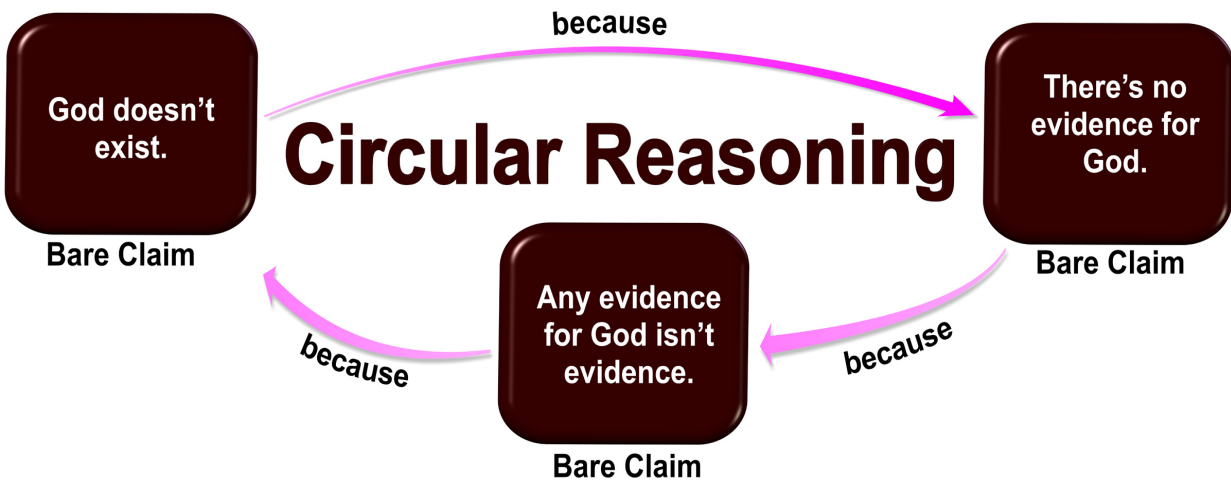 because
God doesn’t
exist.
Circular Reasoning
There’s no
evidence for
God.
Bare Claim
Bare Claim
Any evidence
for God isn’t
evidence.
because
because
Bare Claim